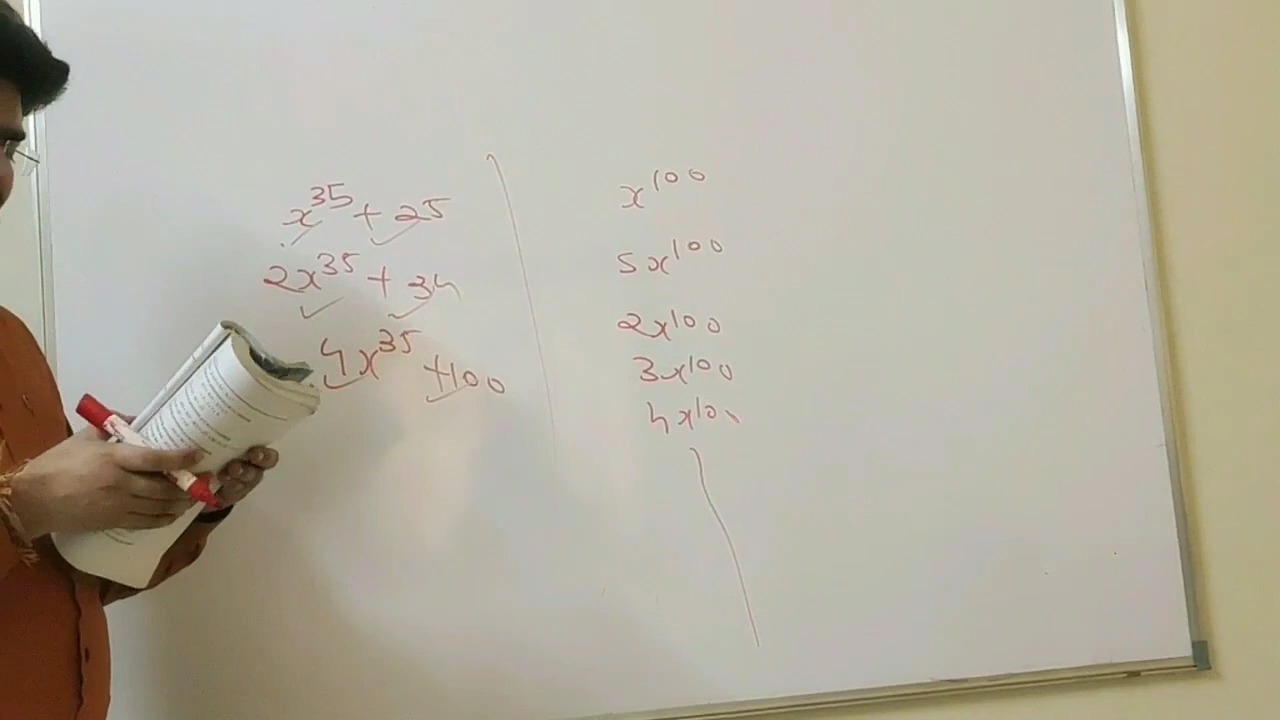 x³⁵ + 25
2x³⁵ + 34
4x³⁵ + 100
x¹⁰⁰
5x¹⁰⁰
2x¹⁰⁰
3x¹⁰⁰
4x¹⁰⁰